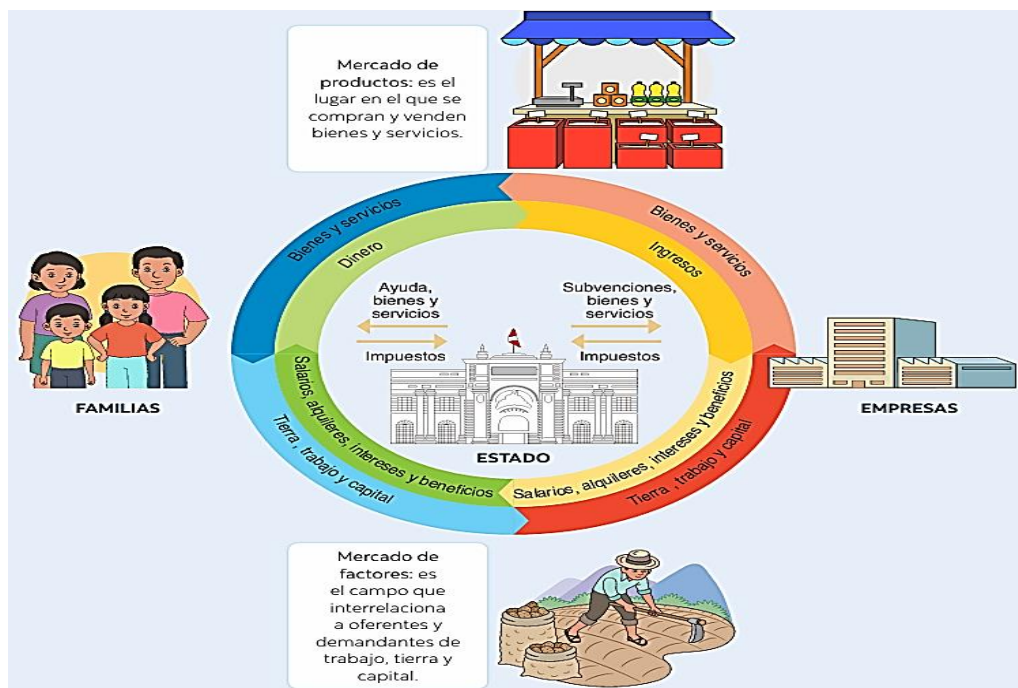 Mercado de
productos: es el
lugar en el que se
compran y venden
bienes y servicios.
Bienes y servicios
Bienes y servicios
Dinero
Ingresos
Ayuda,
bienes y
servicios
Impuestos
Subvenciones,
bienes y
servicios
Impuestos
FAMILIAS
ESTADO
EMPRESAS
Salarios, alquileres, intereses y beneficios
Salarios, alquileres, intereses y beneficios
Tierra , trabajo y capital
Tierra , trabajo y capital
Mercado de
factores: es
el campo que
interrelaciona
a oferentes y
demandantes de
trabajo, tierra y
capital.